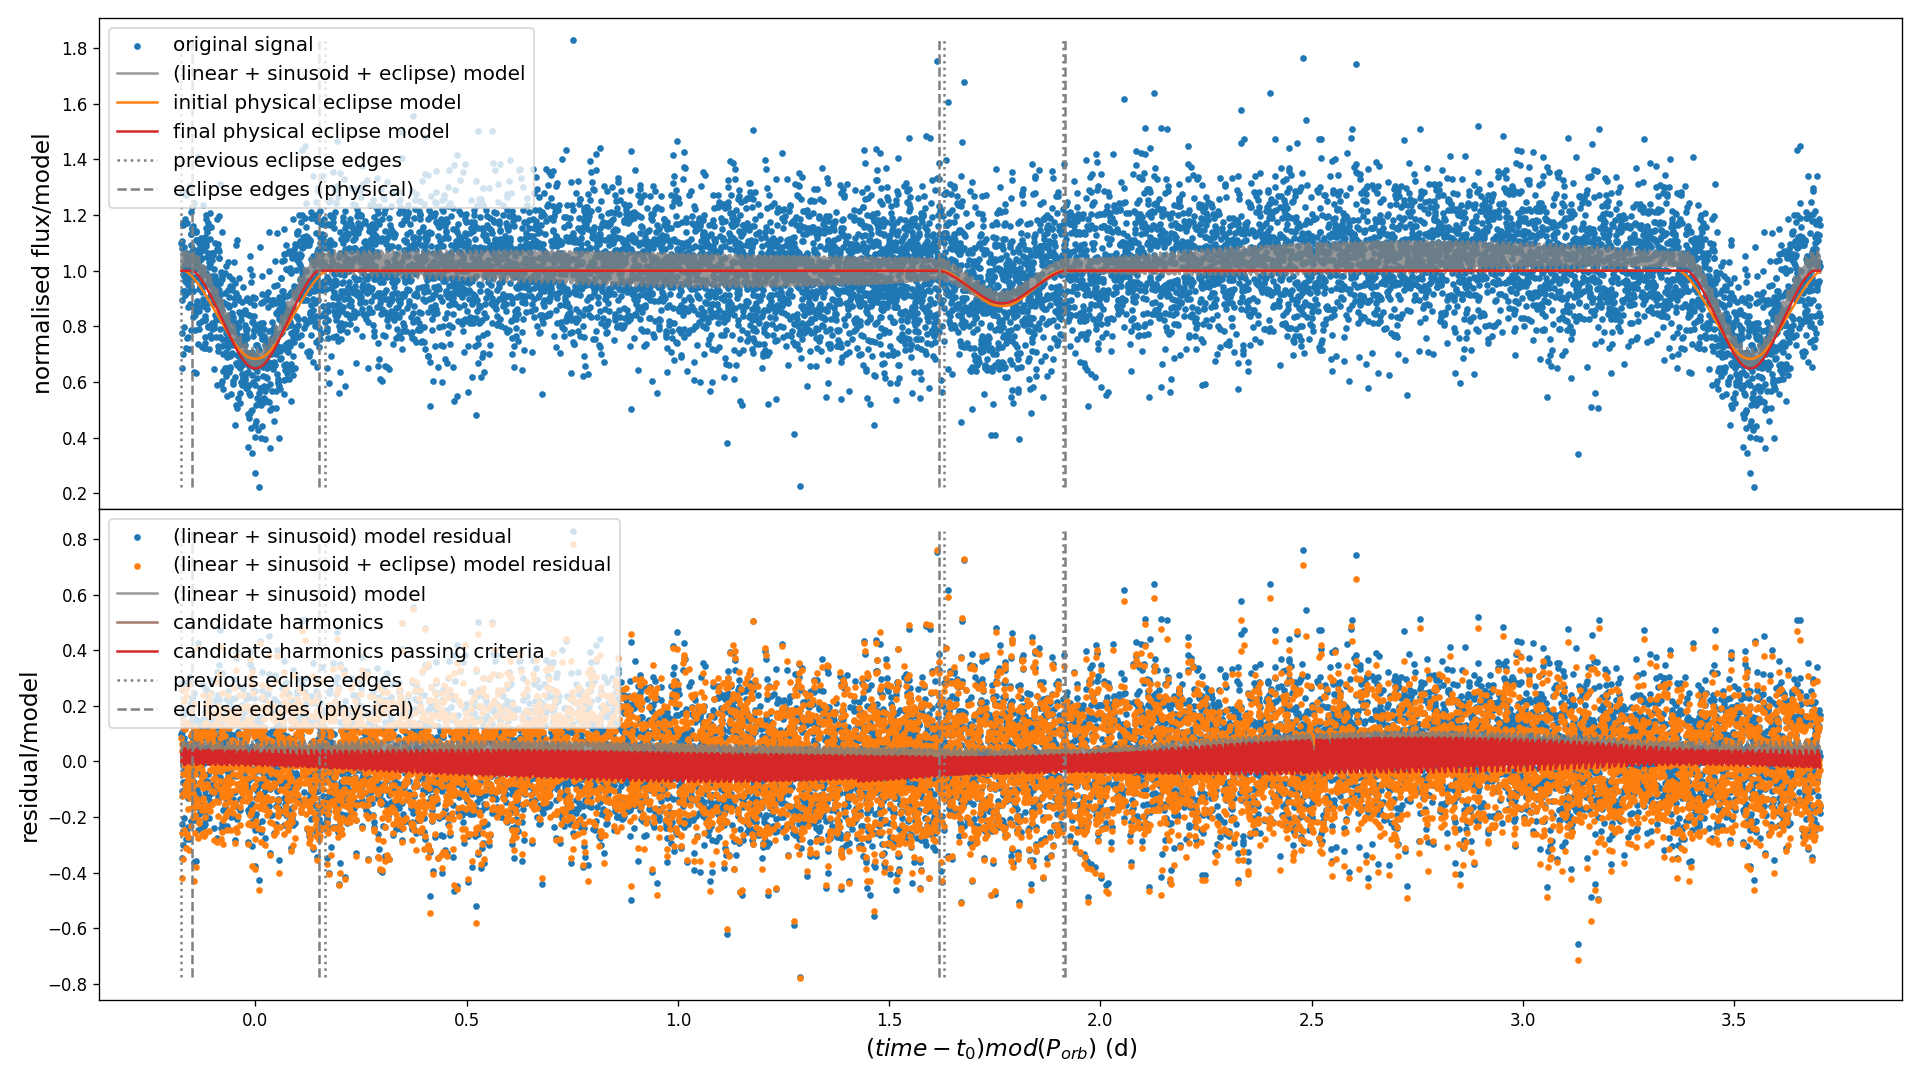 original signal
(linear + sinusoid + eclipse) model
initial physical eclipse model
final physical eclipse model
previous eclipse edges
eclipse edges (physical)
normalised flux/model
1.8
1.6
1.4
1.2
1.0
0.8
0.6
0.4
0.2
(linear + sinusoid) model residual
(linear + sinusoid + eclipse) model residual
(linear + sinusoid) model
candidate harmonics
candidate harmonics passing criteria
previous eclipse edges
eclipse edges (physical)
residual/model
0.8
0.6
0.4
0.2
0.0
−0.2
−0.4
−0.6
−0.8
0.0 0.5 1.0 1.5 2.0 2.5 3.0 3.5
(time − t₀)mod(Pₒᵣb) (d)